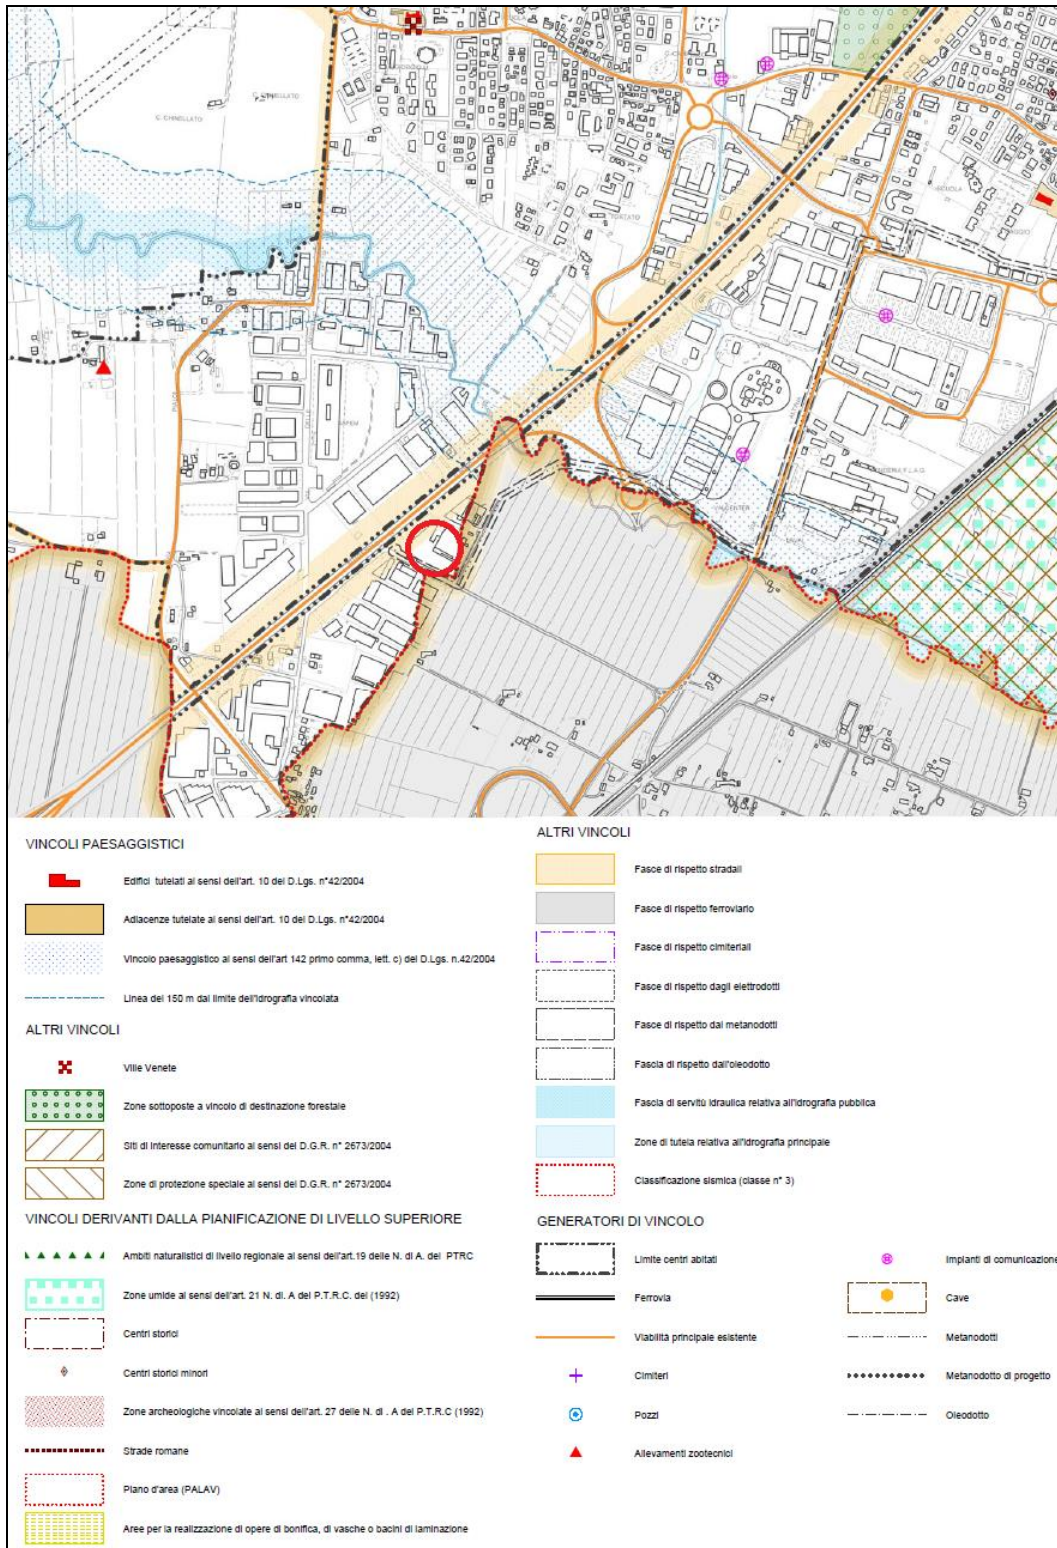 C. CHINELLATO
TOSTATO
SCUOLA
VINCOLI PAESAGGISTICI
Edifici tutelati ai sensi dell'art. 10 del D.Lgs. n°42/2004
Adiacenze tutelate ai sensi dell'art. 10 del D.Lgs. n°42/2004
Vincolo paesaggistico ai sensi dell'art 142 primo comma, lett. c) del D.Lgs. n.42/2004
Linea dei 150 m dal limite dell'idrografia vincolata
ALTRI VINCOLI
Ville Venete
Zone sottoposte a vincolo di destinazione forestale
Siti di interesse comunitario ai sensi del D.G.R. n° 2673/2004
Zone di protezione speciale ai sensi del D.G.R. n° 2673/2004
VINCOLI DERIVANTI DALLA PIANIFICAZIONE DI LIVELLO SUPERIORE
Ambiti naturalistici di livello regionale ai sensi dell'art.19 delle N. di A. del PTRC
Zone umide ai sensi dell'art. 21 N. di. A del P.T.R.C. del (1992)
Centri storici
Centri storici minori
Zone archeologiche vincolate ai sensi dell'art. 27 delle N. di . A del P.T.R.C (1992)
Strade romane
Piano d'area (PALAV)
Aree per la realizzazione di opere di bonifica, di vasche o bacini di laminazione
ALTRI VINCOLI
Fasce di rispetto stradali
Fasce di rispetto ferroviario
Fasce di rispetto cimiteriali
Fasce di rispetto dagli elettrodotti
Fasce di rispetto dai metanodotti
Fascia di rispetto dall'oleodotto
Fascia di servitù idraulica relativa all'idrografia pubblica
Zone di tutela relativa all'idrografia principale
Classificazione sismica (classe n° 3)
GENERATORI DI VINCOLO
Limite centri abitati
Ferrovia
Viabilità principale esistente
Cimiteri
Pozzi
Allevamenti zootecnici
Impianti di comunicazione
Cave
Metanodotti
Metanodotto di progetto
Oleodotto